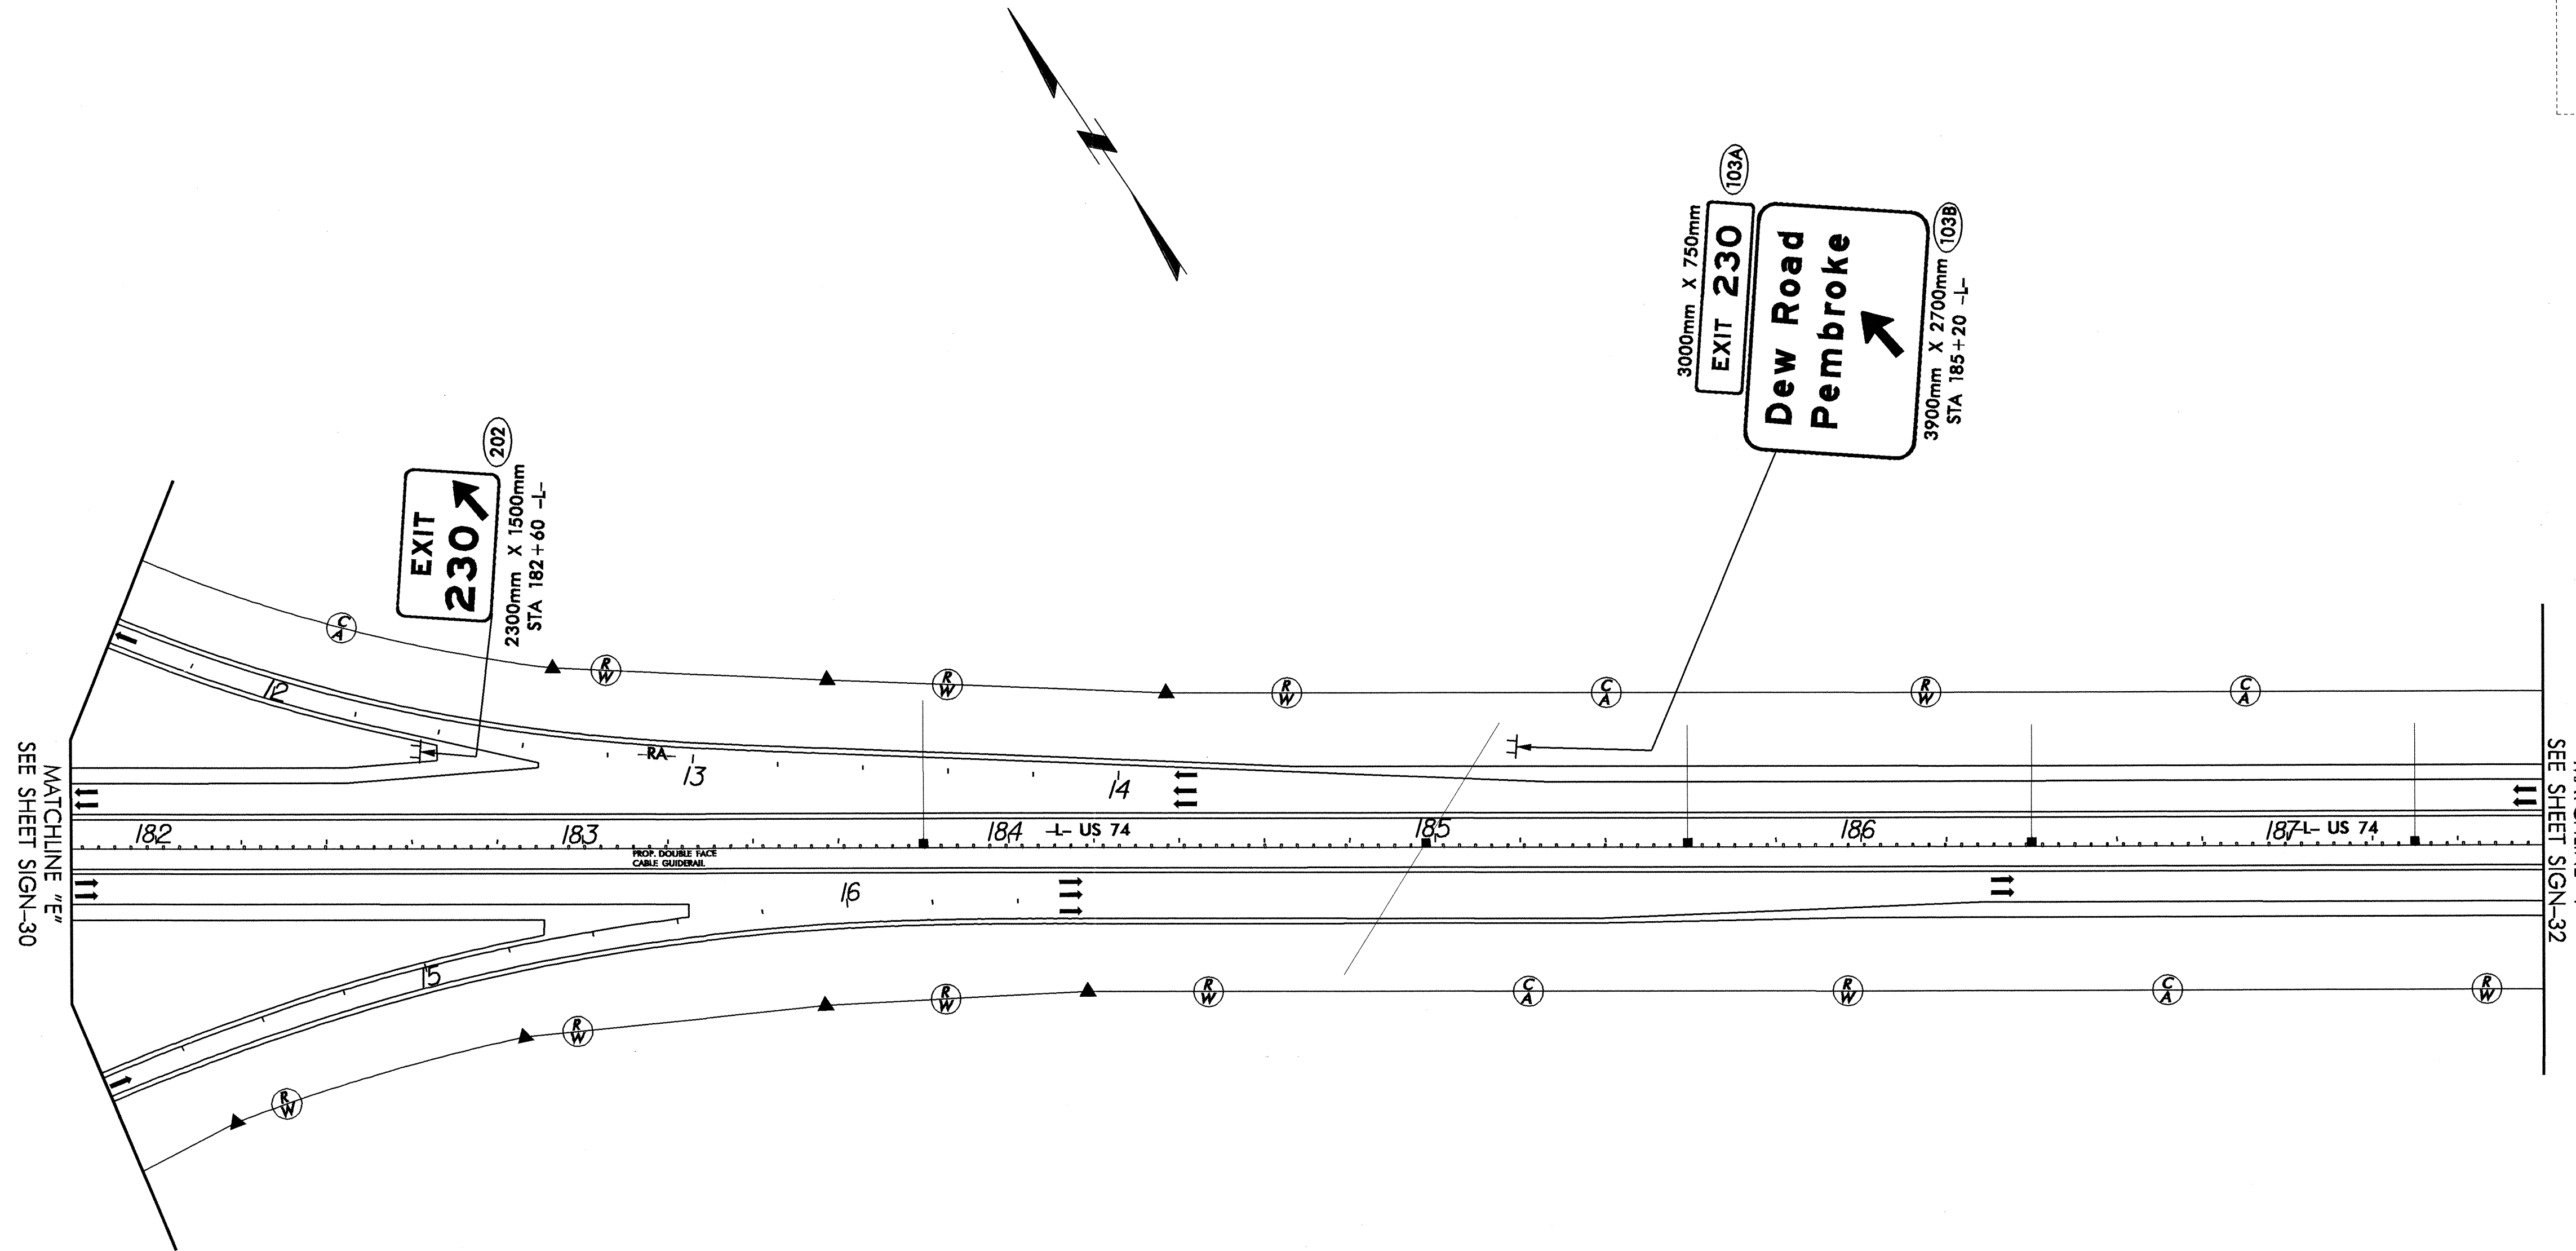 103A
3000mm X 750mm
EXIT 230
Dew Road
Pembroke
103B
3900mm X 2700mm
STA 185+20 -L-
202
EXIT
230
2300mm X 1500mm
STA 182+60 -L-
C
A
R
W
R
W
R
W
C
A
R
W
C
A
12
-RA-
13
14
182
183
184
-L- US 74
185
186
187
-L- US 74
PROP. DOUBLE FACE
CABLE GUIDERAIL
16
15
R
W
R
W
R
W
R
W
C
A
R
W
C
A
R
W
MATCHLINE "E"
SEE SHEET SIGN-30
SEE SHEET SIGN-32